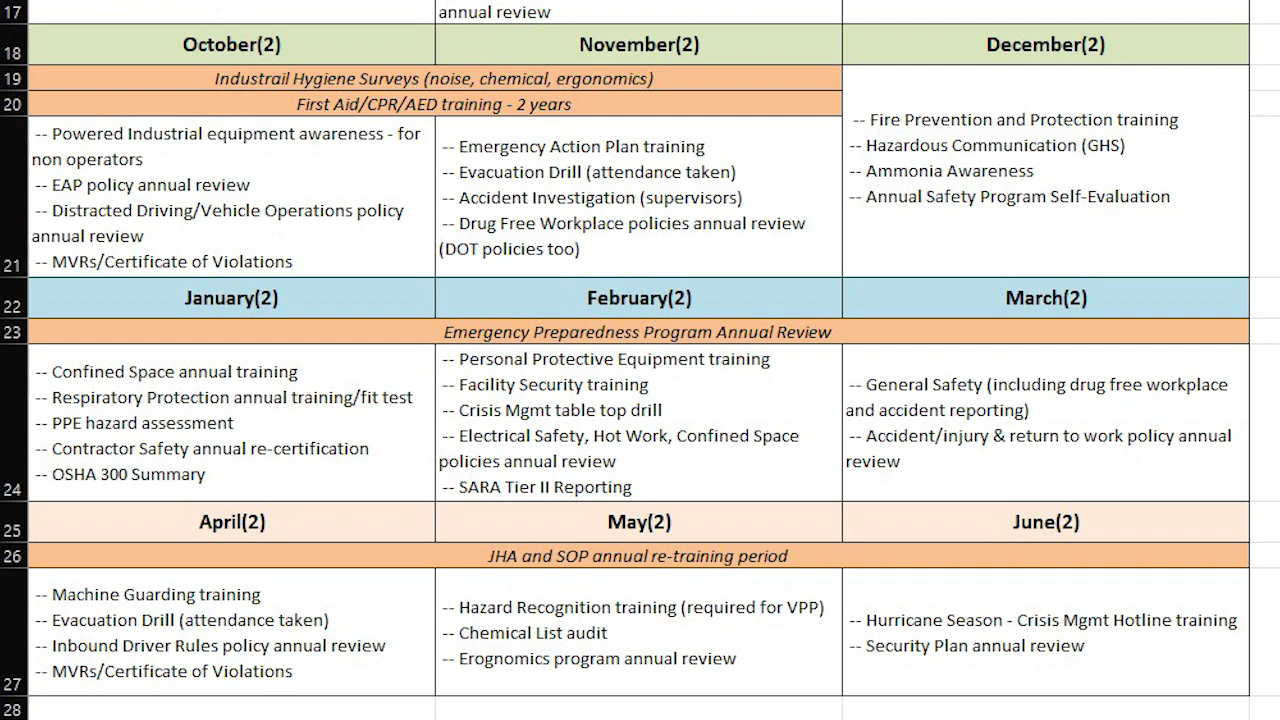 17
annual review
18
October(2)
November(2)
December(2)
19
Industrail Hygiene Surveys (noise, chemical, ergonomics)
20
First Aid/CPR/AED training - 2 years
21
-- Powered Industrial equipment awareness - for
non operators
-- EAP policy annual review
-- Distracted Driving/Vehicle Operations policy
annual review
-- MVRs/Certificate of Violations
-- Emergency Action Plan training
-- Evacuation Drill (attendance taken)
-- Accident Investigation (supervisors)
-- Drug Free Workplace policies annual review
(DOT policies too)
-- Fire Prevention and Protection training
-- Hazardous Communication (GHS)
-- Ammonia Awareness
-- Annual Safety Program Self-Evaluation
22
January(2)
February(2)
March(2)
23
Emergency Preparedness Program Annual Review
24
-- Confined Space annual training
-- Respiratory Protection annual training/fit test
-- PPE hazard assessment
-- Contractor Safety annual re-certification
-- OSHA 300 Summary
-- Personal Protective Equipment training
-- Facility Security training
-- Crisis Mgmt table top drill
-- Electrical Safety, Hot Work, Confined Space
policies annual review
-- SARA Tier II Reporting
-- General Safety (including drug free workplace
and accident reporting)
-- Accident/injury & return to work policy annual
review
25
April(2)
May(2)
June(2)
26
JHA and SOP annual re-training period
27
-- Machine Guarding training
-- Evacuation Drill (attendance taken)
-- Inbound Driver Rules policy annual review
-- MVRs/Certificate of Violations
-- Hazard Recognition training (required for VPP)
-- Chemical List audit
-- Erognomics program annual review
-- Hurricane Season - Crisis Mgmt Hotline training
-- Security Plan annual review
28